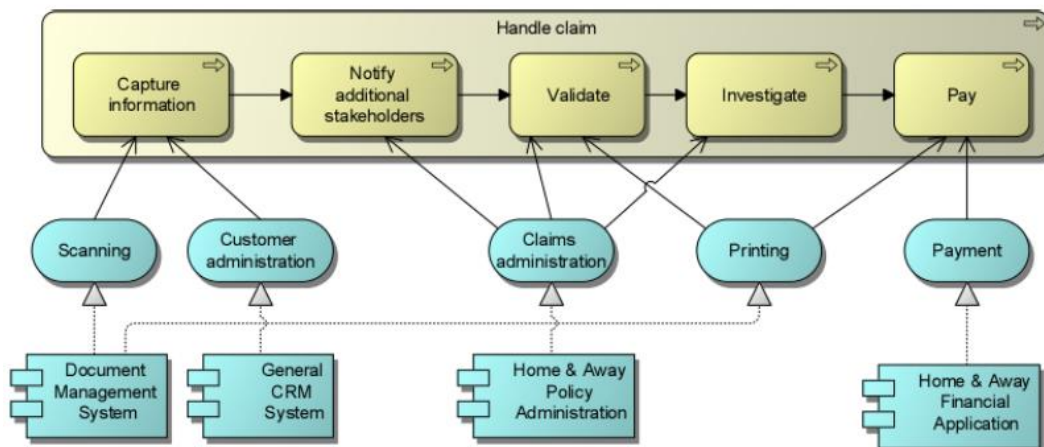 Handle claim
Capture
information
Notify
additional
stakeholders
Validate
Investigate
Pay
Scanning
Customer
administration
Claims
administration
Printing
Payment
Document
Management
System
General
CRM
System
Home & Away
Policy
Administration
Home & Away
Financial
Application